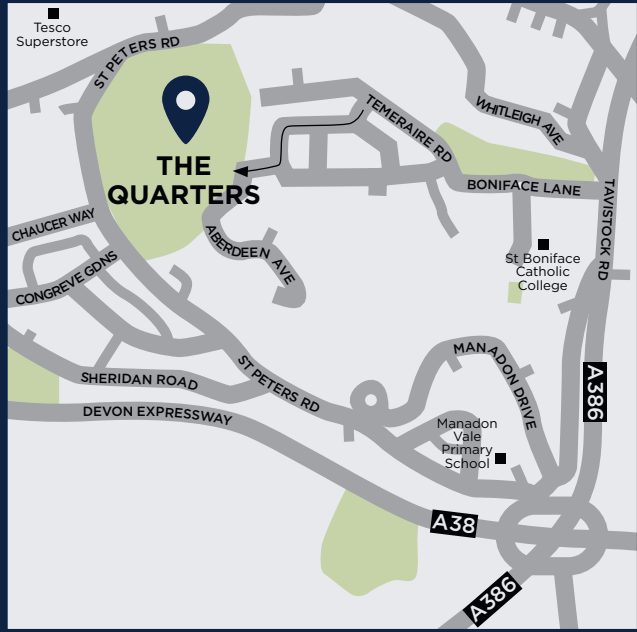 Tesco
Superstore
ST PETERS RD
THE
QUARTERS
TEMERAIRE RD
WHITLEIGH AVE
BONIFACE LANE
TAVISTOCK RD
CHAUCER WAY
ABERDEEN AVE
St Boniface
Catholic
College
CONGREVE GDNS
SHERIDAN ROAD
ST PETERS RD
MANADON DRIVE
DEVON EXPRESSWAY
A386
Manadon
Vale
Primary
School
A38
A386